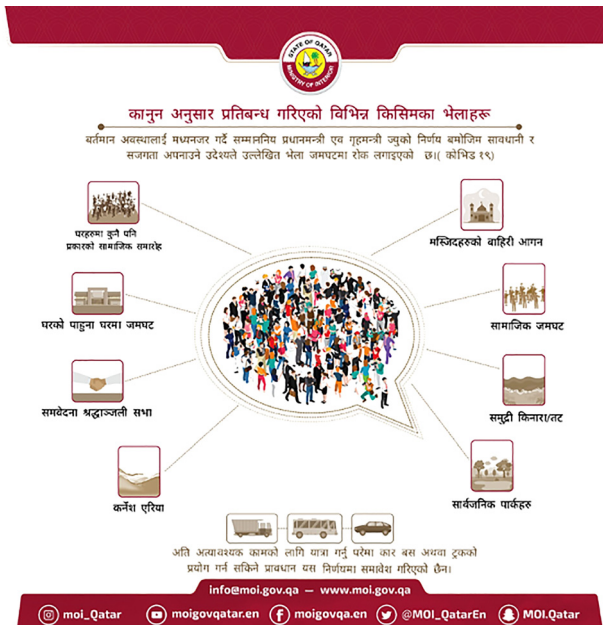 STATE OF QATAR
MINISTRY OF INTERIOR
कानुन अनुसार प्रतिबन्ध गरिएको विभिन्न किसिमका भेलाहरू
बर्तमान अवस्थालाई मध्यनजर गर्दै सम्माननिय प्रधानमन्त्री एव गृहमन्त्री ज्युको निर्णय बमोजिम सावधानी र
सजगता अपनाउने उदेश्यले उल्लेखित भेला जमघटमा रोक लगाइएको छ।( कोभिड १९)
घरहरुमा कुनै पनि
प्रकारको सामाजिक समारोह
मस्जिदहरुको बाहिरी आगन
घरको पाहुना घरमा जमघट
सामाजिक जमघट
समवेदना श्रद्धाञ्जली सभा
समुद्री किनारा/तट
कर्नेश एरिया
सार्वजनिक पार्कहरु
अति अत्यावश्यक कामको लागि यात्रा गर्नु परेमा कार बस अथवा ट्रकको
प्रयोग गर्न सकिने प्रावधान यस निर्णयमा समावेश गरिएको छैन।
info@moi.gov.qa — www.moi.gov.qa
moi_Qatar moigovqatar.en moigovqa.en @MOI_QatarEn MOI.Qatar